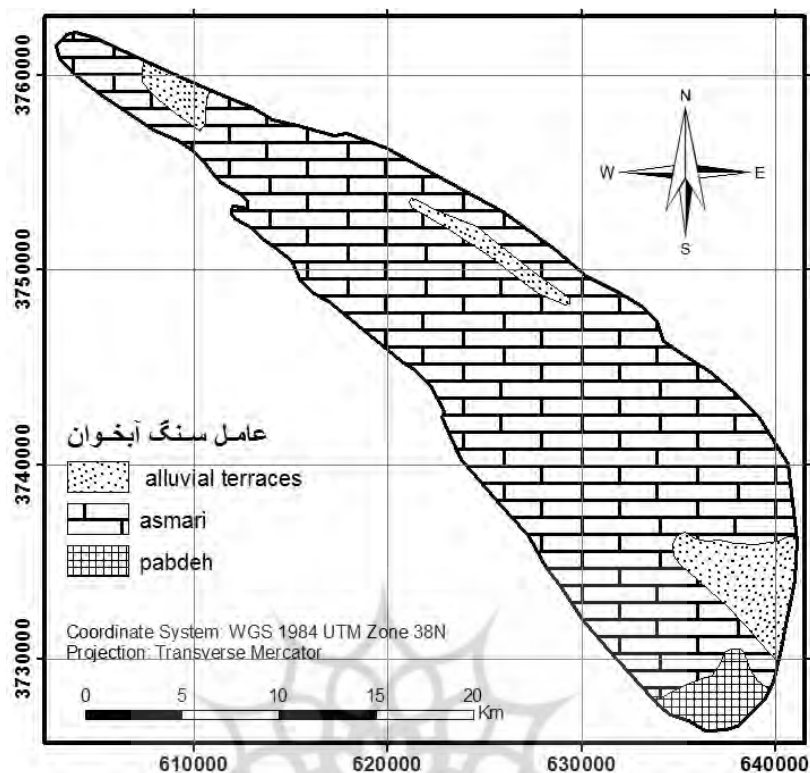 3760000
3750000
3740000
3730000
N
W E
S
عامل سنگ آبخوان
alluvial terraces
asmari
pabdeh
Coordinate System: WGS 1984 UTM Zone 38N
Projection: Transverse Mercator
0 5 10 15 20
Km
610000 620000 630000 640000